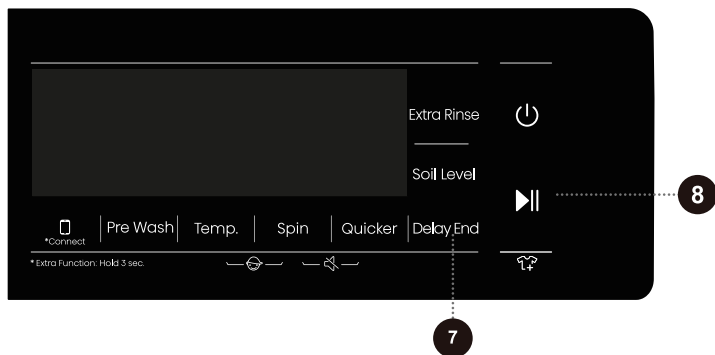 Extra Rinse
Soil Level
8
*Connect
Pre Wash
Temp.
Spin
Quicker
Delay End
*Extra Function: Hold 3 sec.
7